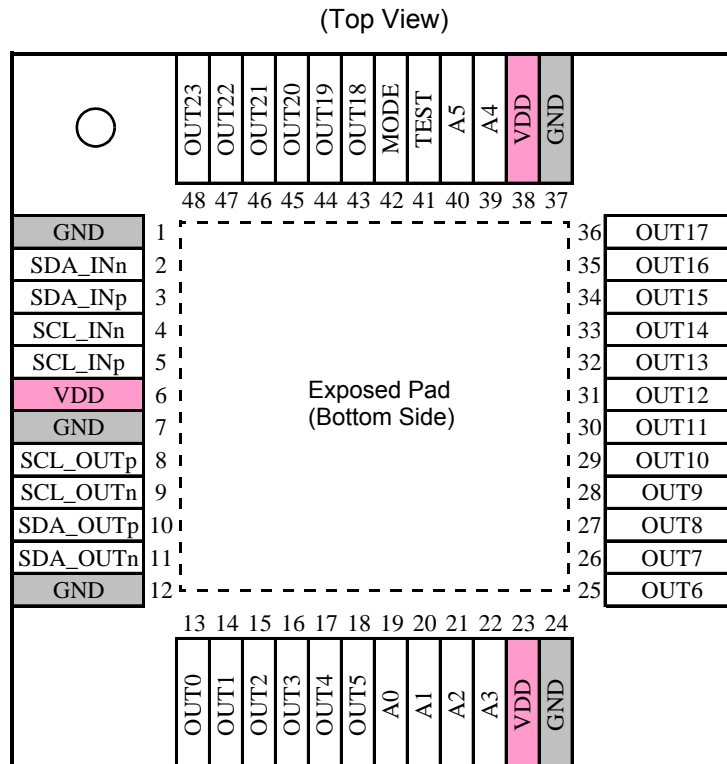 (Top View)
OUT23 OUT22 OUT21 OUT20 OUT19 OUT18 MODE TEST A5 A4 VDD GND
48 47 46 45 44 43 42 41 40 39 38 37
GND 1 36 OUT17
SDA_INn 2 35 OUT16
SDA_INp 3 34 OUT15
SCL_INn 4 33 OUT14
SCL_INp 5 32 OUT13
VDD 6 31 OUT12
GND 7 30 OUT11
SCL_OUTp 8 29 OUT10
SCL_OUTn 9 28 OUT9
SDA_OUTp 10 27 OUT8
SDA_OUTn 11 26 OUT7
GND 12 25 OUT6
Exposed Pad
(Bottom Side)
13 14 15 16 17 18 19 20 21 22 23 24
OUT0 OUT1 OUT2 OUT3 OUT4 OUT5 A0 A1 A2 A3 VDD GND